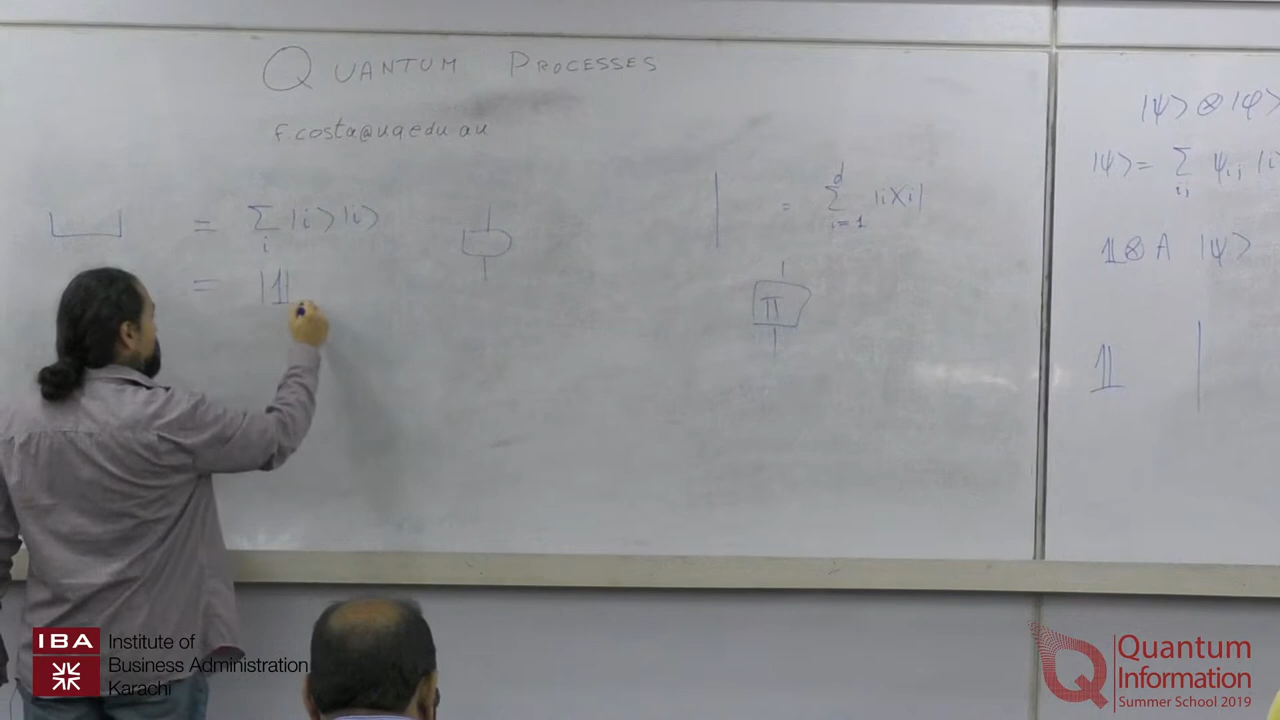 QUANTUM PROCESSES
f.costa@uq.edu.au
= ∑ᵢ |i>|i>
= |𝟙
| = ∑ᵢ₌₁ᵈ |i><i|
π
|ψ> ⊗ |φ>
|ψ> = ∑ᵢⱼ ψᵢⱼ |i
𝟙 ⊗ A |ψ>
𝟙 |
IBA
Institute of
Business Administration
Karachi
Quantum
Information
Summer School 2019